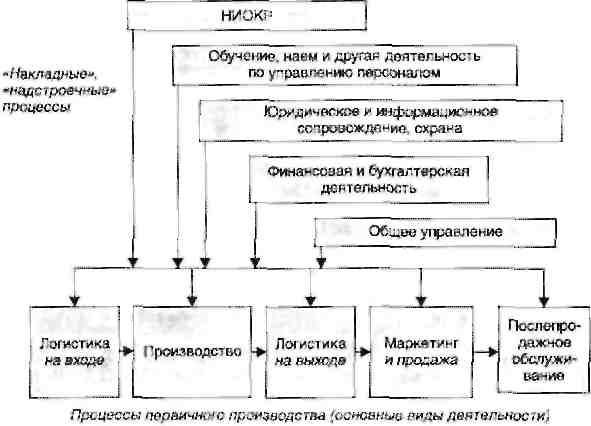 НИОКР
«Накладные»,
«надстроечные»
процессы
Обучение, наем и другая деятельность
по управлению персоналом
Юридическое и информационное
сопровождение, охрана
Финансовая и бухгалтерская
деятельность
Общее управление
Логистика
на входе
Производство
Логистика
на выходе
Маркетинг
и продажа
Послепро-
дажное
обслужи-
вание
Процессы первичного производства (основные виды деятельности)